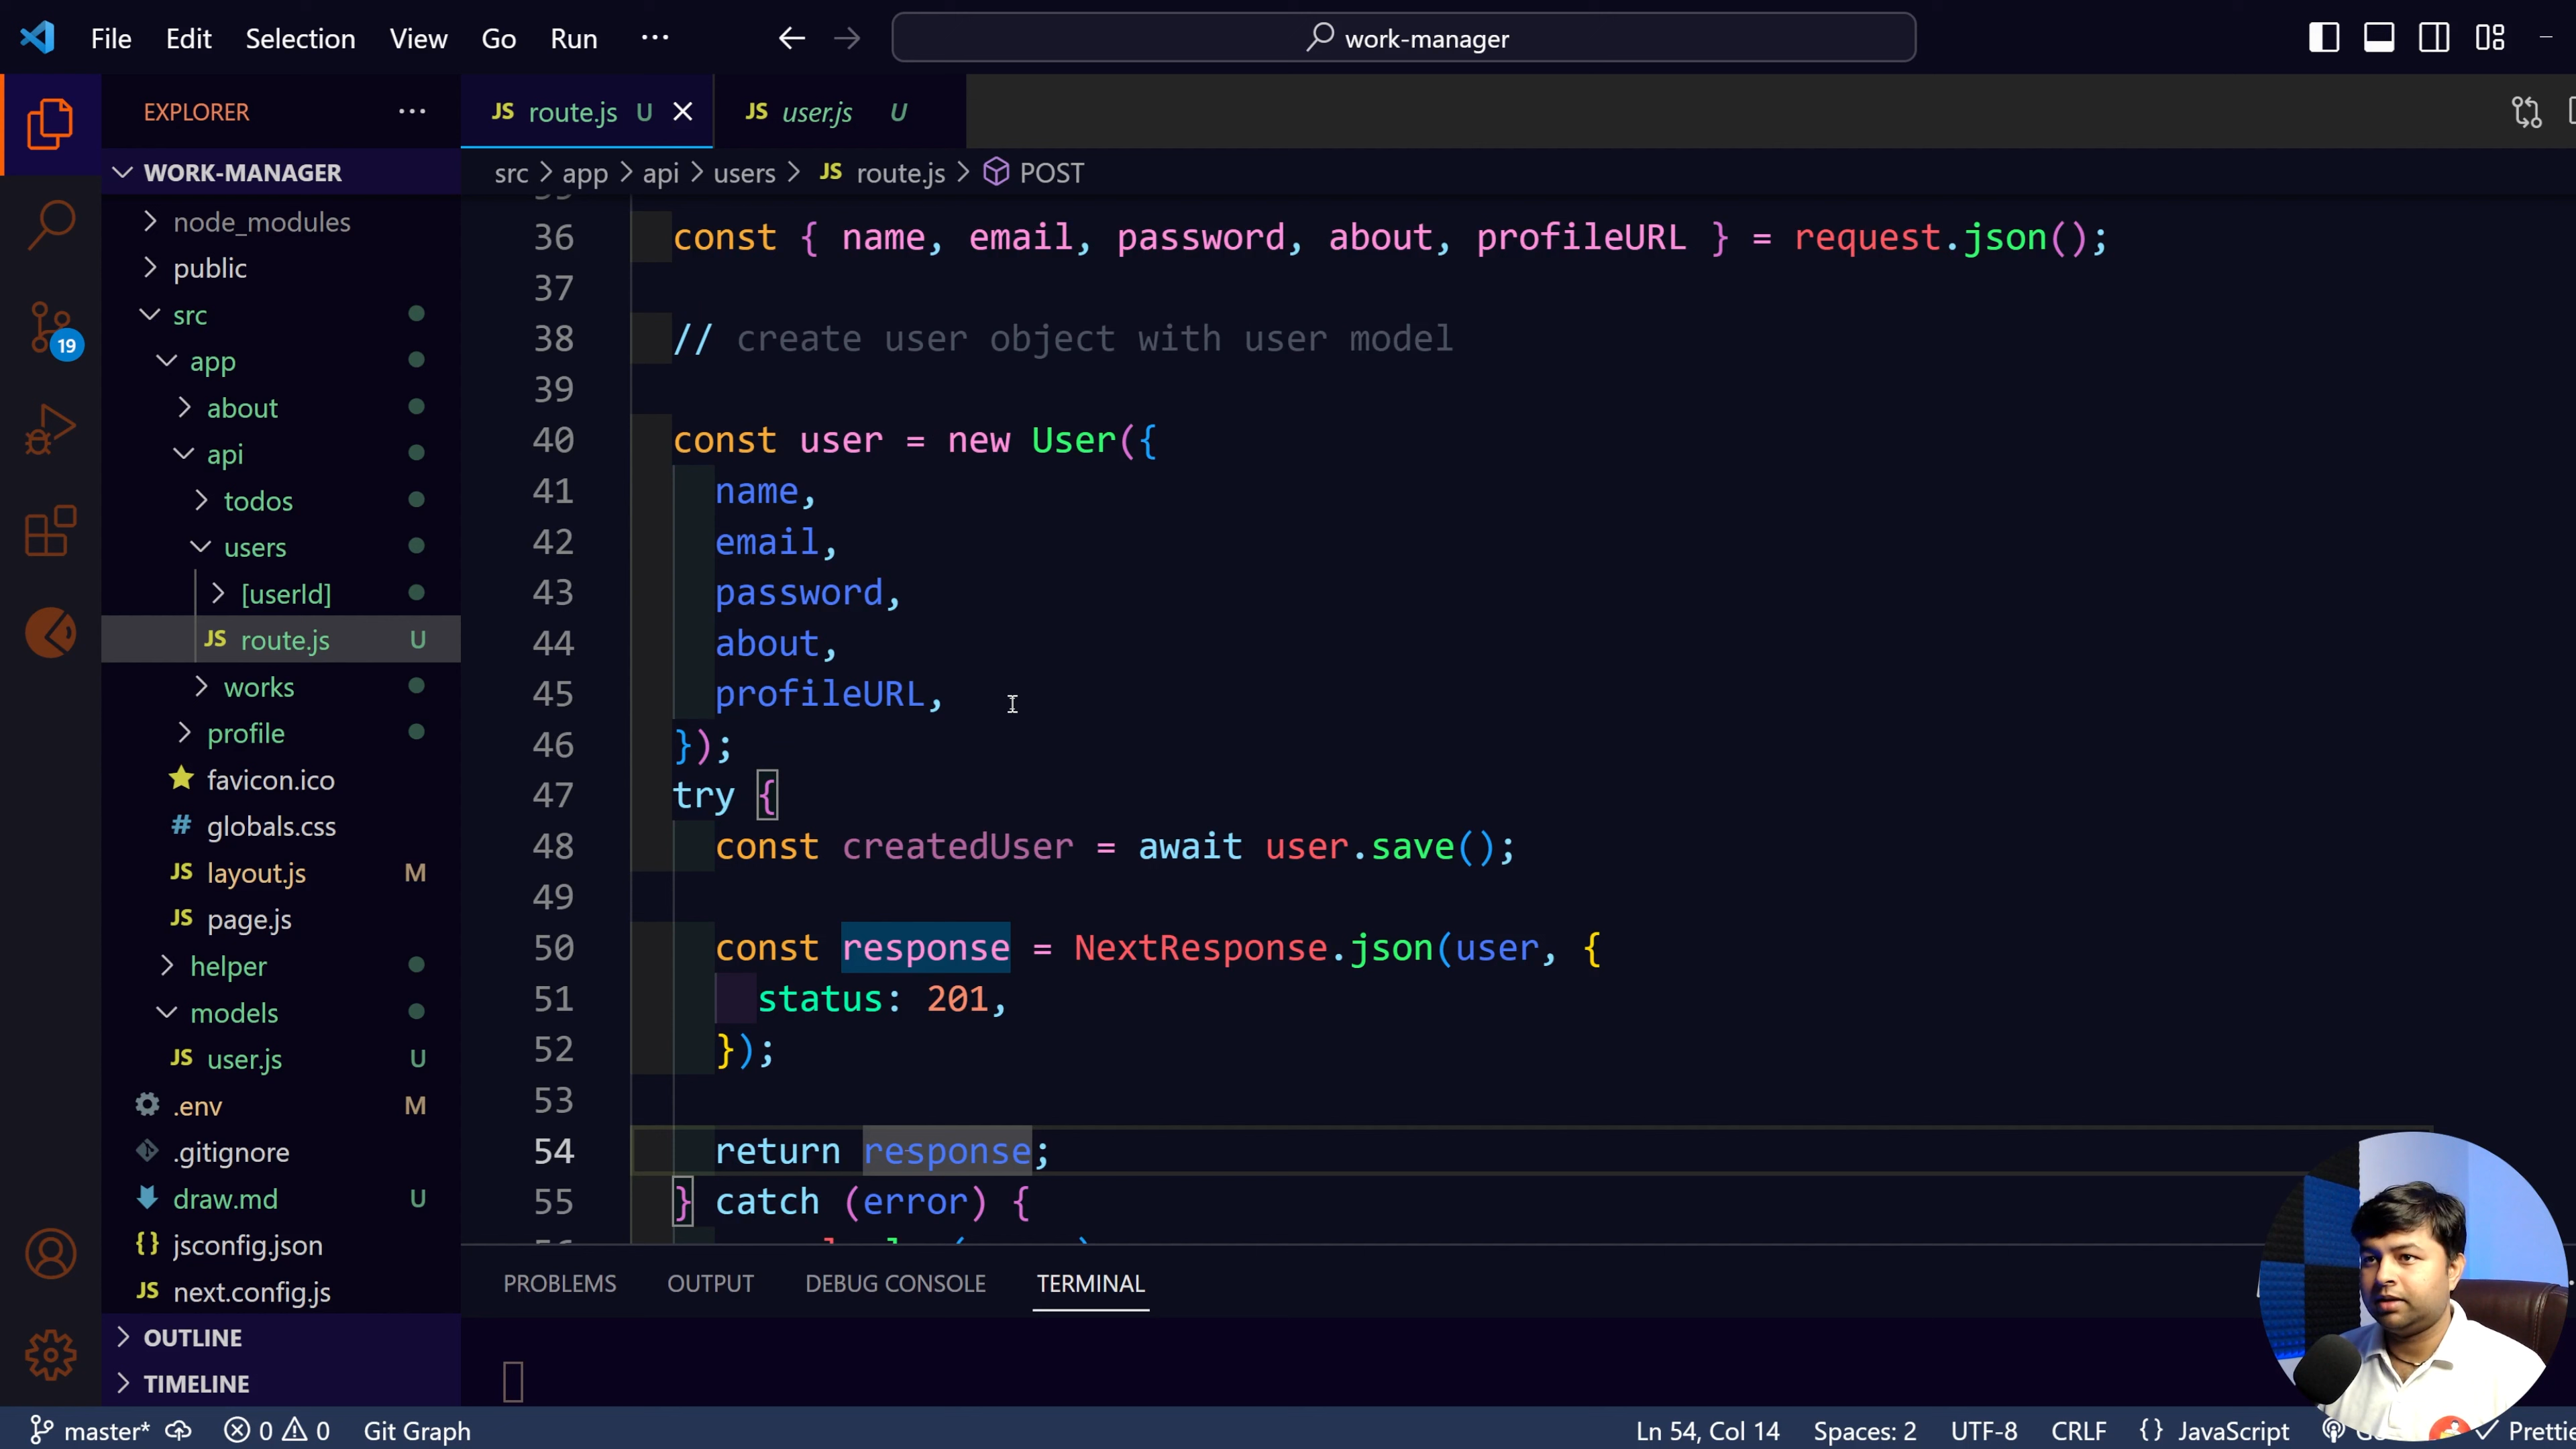 File Edit Selection View Go Run ···
work-manager
EXPLORER ···
JS route.js U
JS user.js U
WORK-MANAGER
src > app > api > users > JS route.js > POST
node_modules
public
src
app
about
api
todos
users
[userId]
JS route.js U
works
profile
favicon.ico
# globals.css
JS layout.js M
JS page.js
helper
models
JS user.js U
.env M
.gitignore
draw.md U
{} jsconfig.json
JS next.config.js
OUTLINE
TIMELINE
19
36 const { name, email, password, about, profileURL } = request.json();
37
38 // create user object with user model
39
40 const user = new User({
41 name,
42 email,
43 password,
44 about,
45 profileURL,
46 });
47 try {
48 const createdUser = await user.save();
49
50 const response = NextResponse.json(user, {
51 status: 201,
52 });
53
54 return response;
55 } catch (error) {
PROBLEMS OUTPUT DEBUG CONSOLE TERMINAL
master* 0 0 Git Graph
Ln 54, Col 14 Spaces: 2 UTF-8 CRLF {} JavaScript